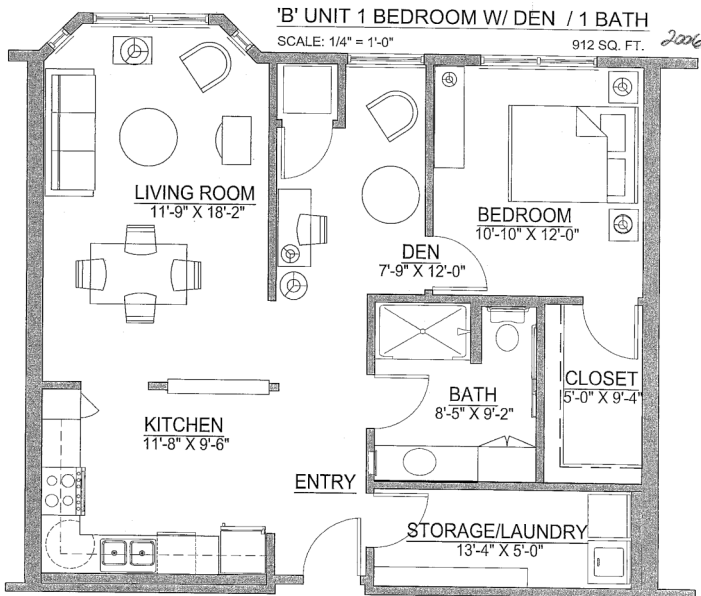 'B' UNIT 1 BEDROOM W/ DEN / 1 BATH
SCALE: 1/4" = 1'-0"
912 SQ. FT.
2006
LIVING ROOM
11'-9" X 18'-2"
BEDROOM
10'-10" X 12'-0"
DEN
7'-9" X 12'-0"
CLOSET
5'-0" X 9'-4"
BATH
8'-5" X 9'-2"
KITCHEN
11'-8" X 9'-6"
ENTRY
STORAGE/LAUNDRY
13'-4" X 5'-0"